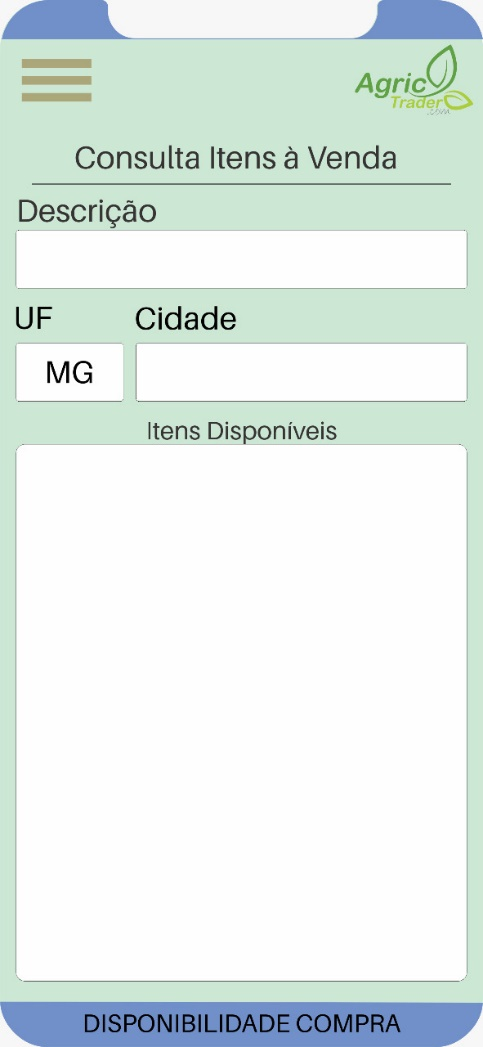 Agric
Trader
.com
Consulta Itens à Venda
Descrição
UF
Cidade
MG
Itens Disponíveis
DISPONIBILIDADE COMPRA